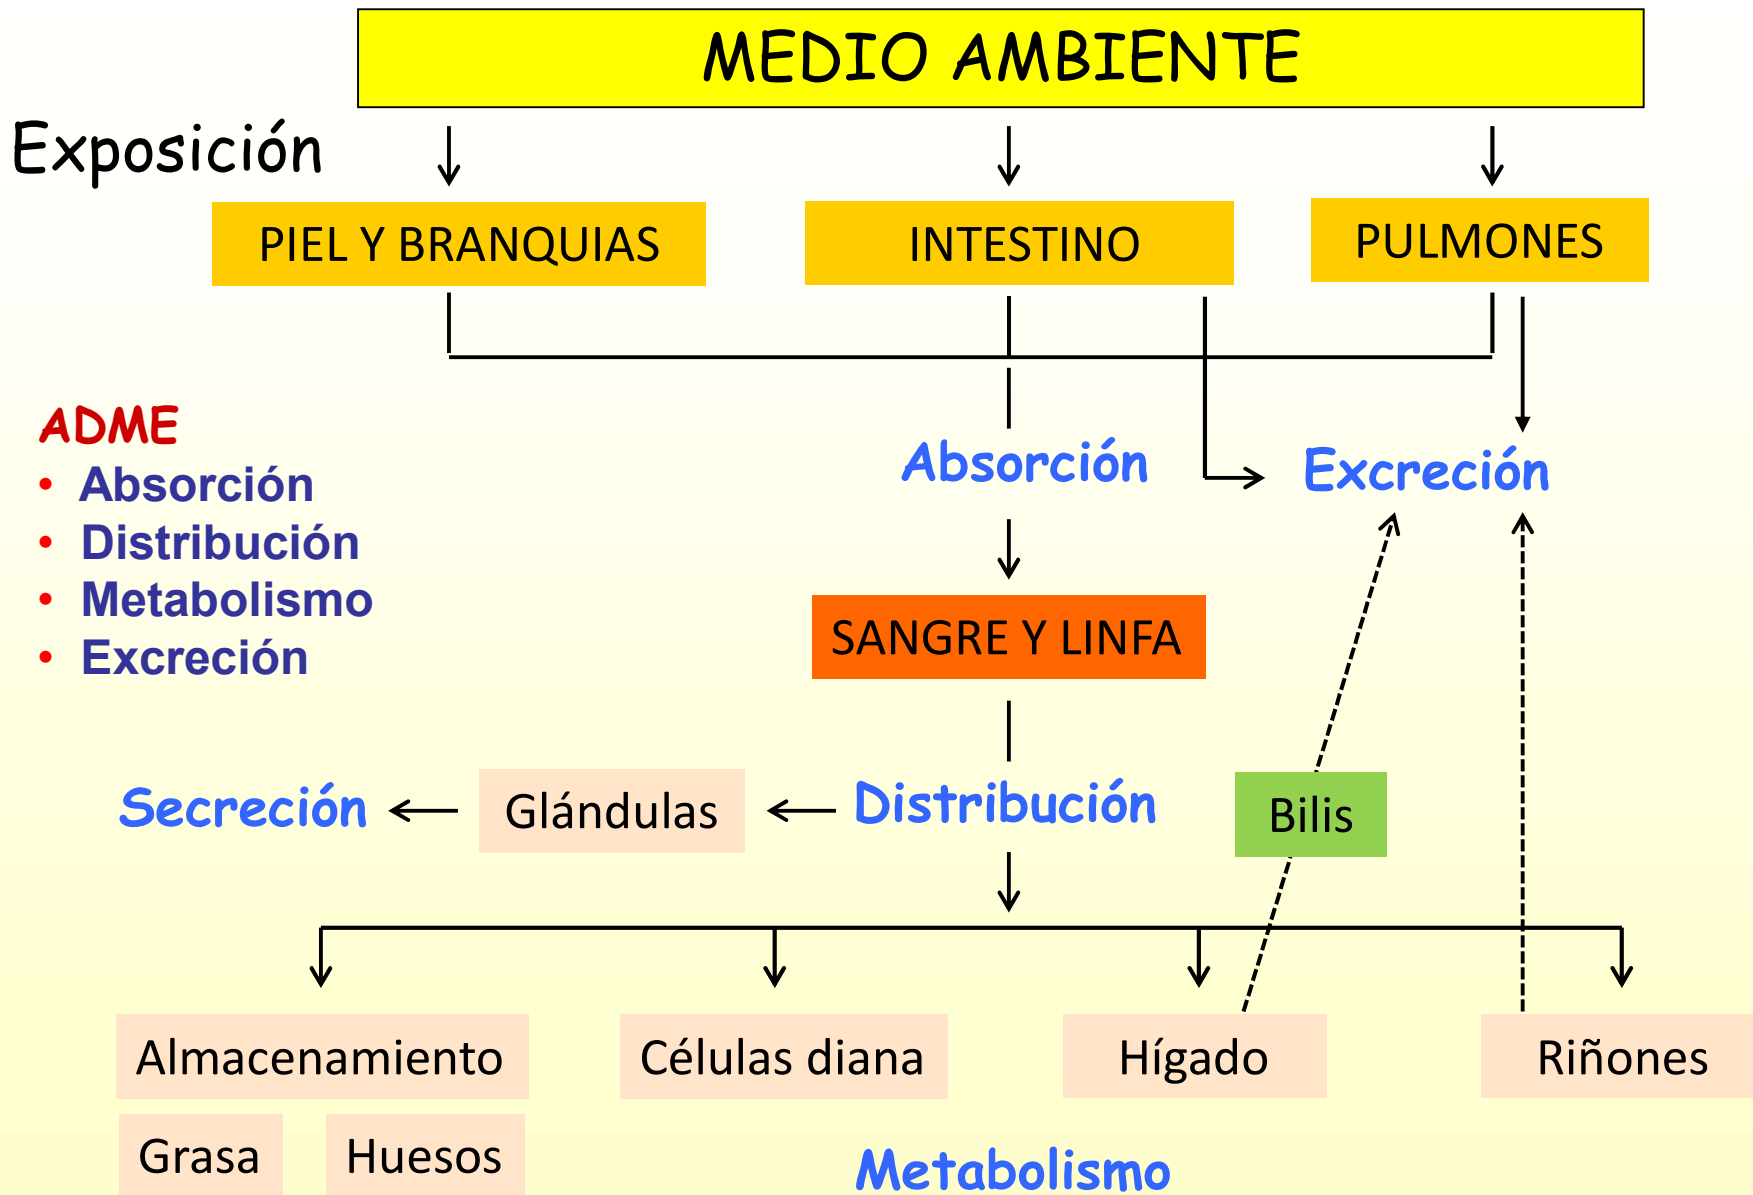 MEDIO AMBIENTE
Exposición
PIEL Y BRANQUIAS
INTESTINO
PULMONES
ADME
• Absorción
• Distribución
• Metabolismo
• Excreción
Absorción
Excreción
SANGRE Y LINFA
Secreción
Glándulas
Distribución
Bilis
Almacenamiento
Células diana
Hígado
Riñones
Grasa
Huesos
Metabolismo